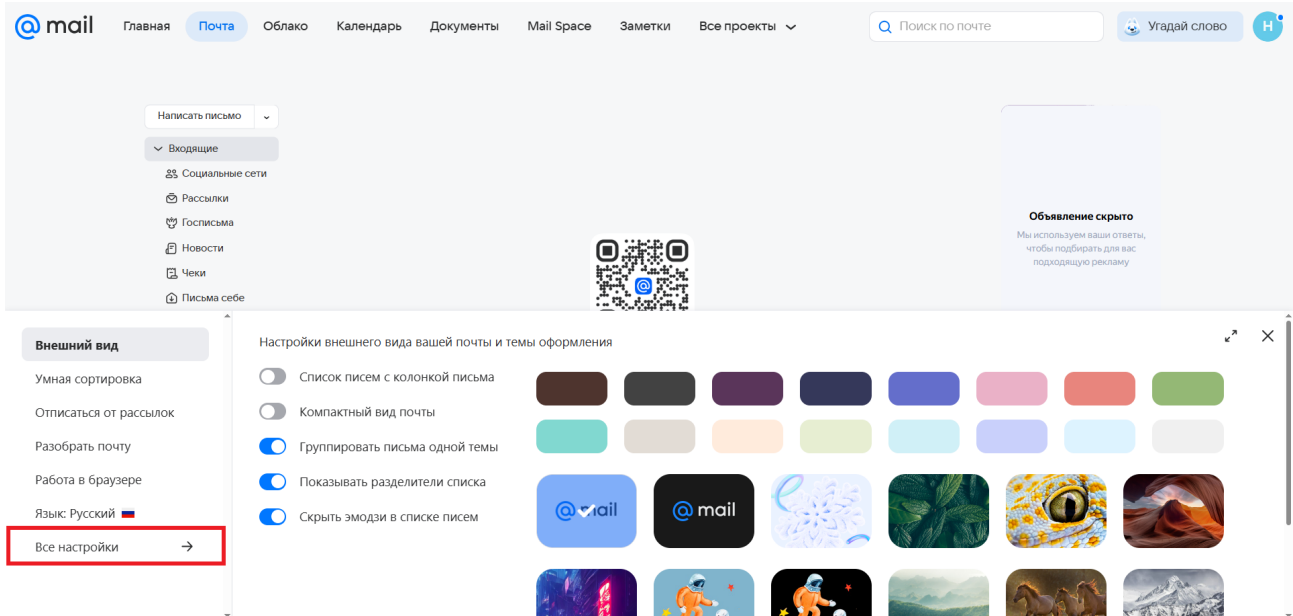 @mail Главная Почта Облако Календарь Документы Mail Space Заметки Все проекты Поиск по почте Угадай слово Н
Написать письмо
Входящие
Социальные сети
Рассылки
Госписьма
Новости
Чеки
Письма себе
Объявление скрыто
Мы используем ваши ответы,
чтобы подбирать для вас
подходящую рекламу
@
Внешний вид
Умная сортировка
Отписаться от рассылок
Разобрать почту
Работа в браузере
Язык: Русский
Все настройки
Настройки внешнего вида вашей почты и темы оформления
Список писем с колонкой письма
Компактный вид почты
Группировать письма одной темы
Показывать разделители списка
Скрыть эмодзи в списке писем
@mail
@mail